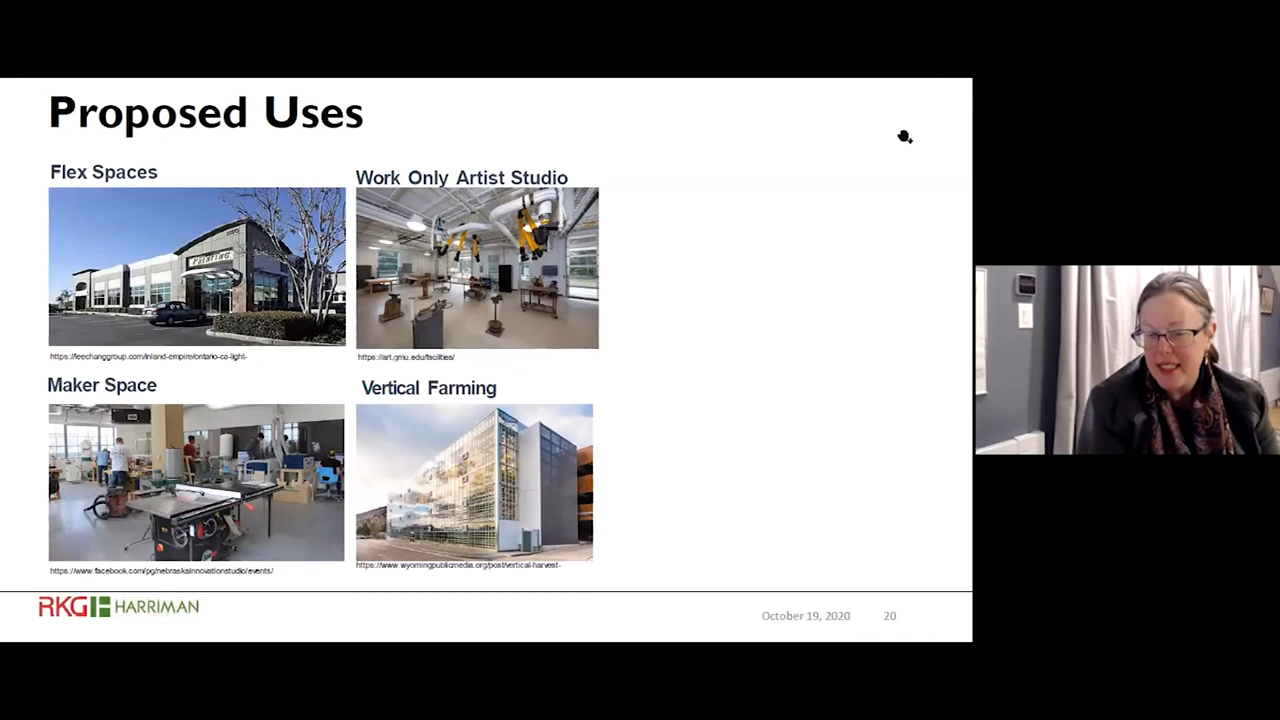 Proposed Uses
Flex Spaces
Work Only Artist Studio
https://leechanggroup.com/inland-empire/ontario-ca-light-
https://art.gmu.edu/facilities/
Maker Space
Vertical Farming
https://www.facebook.com/pg/nebraskainnovationstudio/events/
https://www.wyomingpublicmedia.org/post/vertical-harvest-
RKG HARRIMAN
October 19, 2020
20